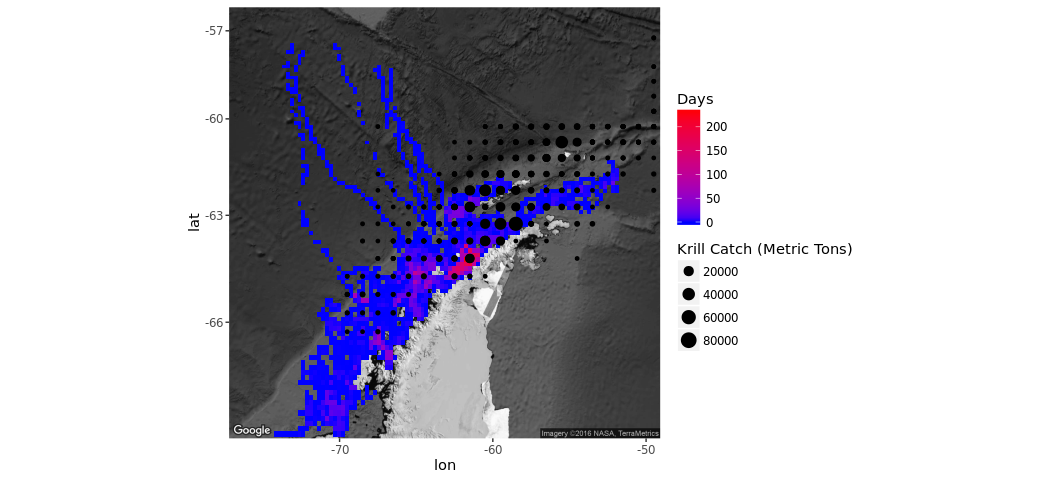 -57
-60
-63
-66
lat
-70
-60
-50
lon
Google
Imagery ©2016 NASA, TerraMetrics
Days
200
150
100
50
0
Krill Catch (Metric Tons)
20000
40000
60000
80000